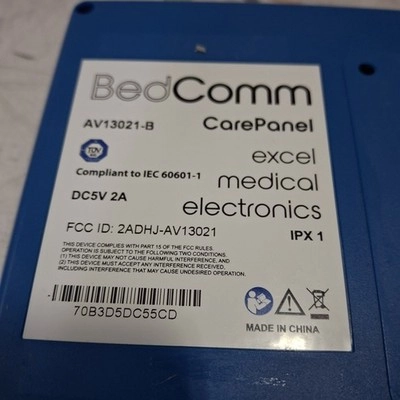 BedComm
AV13021-B
CarePanel
TÜV
excel
medical
electronics
Compliant to IEC 60601-1
DC5V 2A
IPX 1
FCC ID: 2ADHJ-AV13021
THIS DEVICE COMPLIES WITH PART 15 OF THE FCC RULES.
OPERATION IS SUBJECT TO THE FOLLOWING TWO CONDITIONS.
(1) THIS DEVICE MAY NOT CAUSE HARMFUL INTERFERENCE, AND
(2) THIS DEVICE MUST ACCEPT ANY INTERFERENCE RECEIVED,
INCLUDING INTERFERENCE THAT MAY CAUSE UNDESIRED OPERATION.
70B3D5DC55CD
MADE IN CHINA